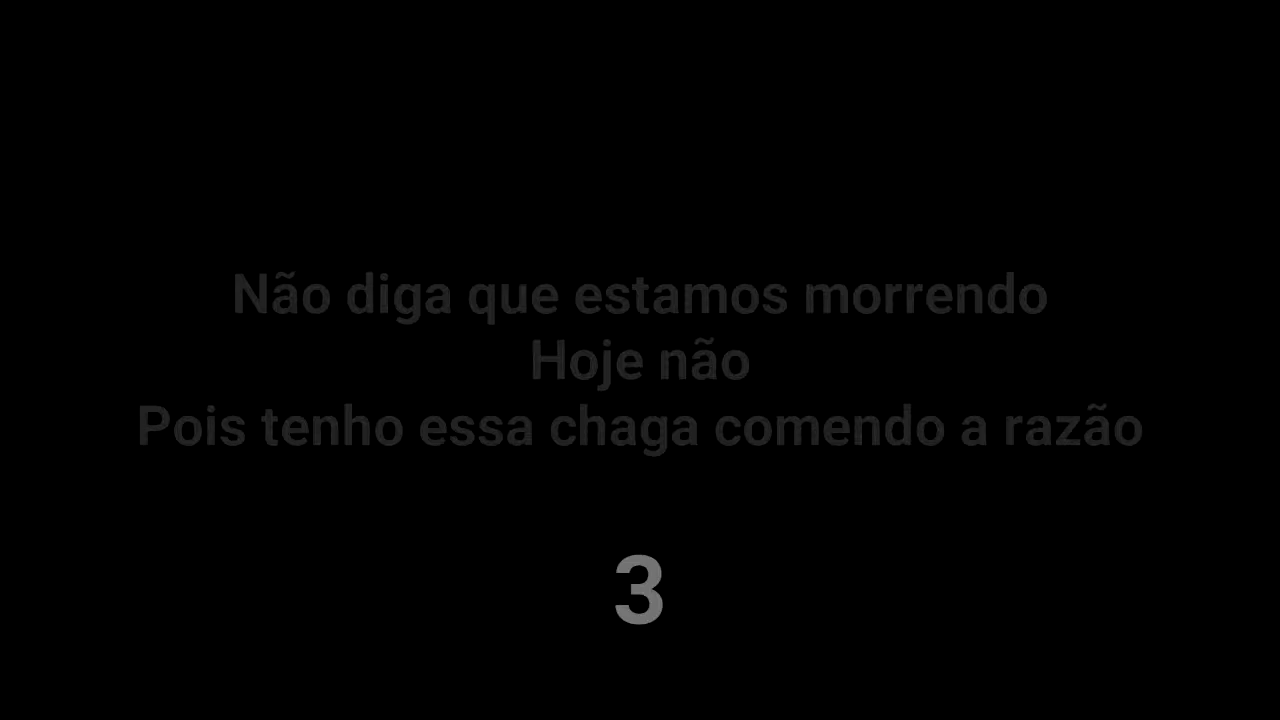 Não diga que estamos morrendo
Hoje não
Pois tenho essa chaga comendo a razão
3